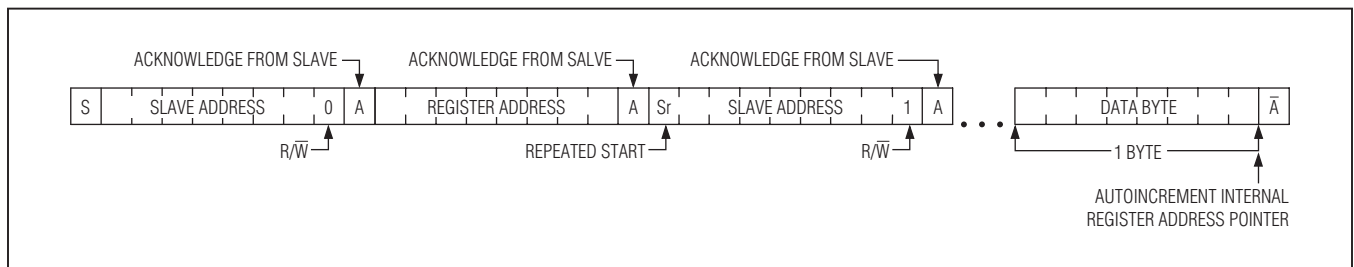 ACKNOWLEDGE FROM SLAVE
ACKNOWLEDGE FROM SALVE
ACKNOWLEDGE FROM SLAVE
S SLAVE ADDRESS 0 A REGISTER ADDRESS A Sr SLAVE ADDRESS 1 A ••• DATA BYTE A̅
R/W̅
REPEATED START
R/W̅
1 BYTE
AUTOINCREMENT INTERNAL
REGISTER ADDRESS POINTER